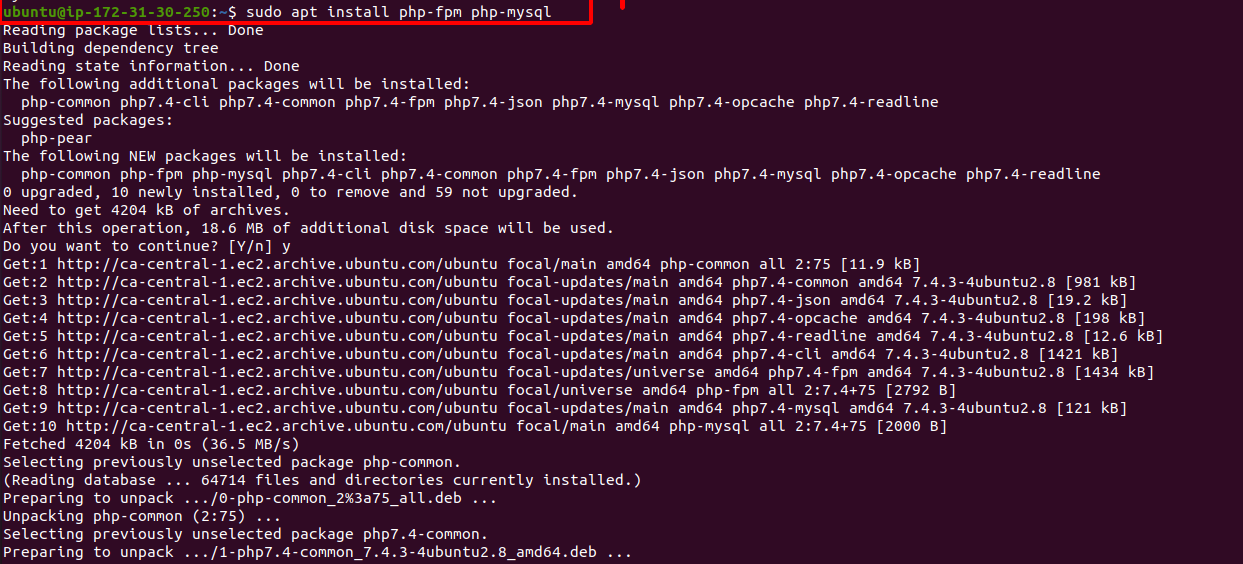 ubuntu@ip-172-31-30-250:~$ sudo apt install php-fpm php-mysql
Reading package lists... Done
Building dependency tree
Reading state information... Done
The following additional packages will be installed:
  php-common php7.4-cli php7.4-common php7.4-fpm php7.4-json php7.4-mysql php7.4-opcache php7.4-readline
Suggested packages:
  php-pear
The following NEW packages will be installed:
  php-common php-fpm php-mysql php7.4-cli php7.4-common php7.4-fpm php7.4-json php7.4-mysql php7.4-opcache php7.4-readline
0 upgraded, 10 newly installed, 0 to remove and 59 not upgraded.
Need to get 4204 kB of archives.
After this operation, 18.6 MB of additional disk space will be used.
Do you want to continue? [Y/n] y
Get:1 http://ca-central-1.ec2.archive.ubuntu.com/ubuntu focal/main amd64 php-common all 2:75 [11.9 kB]
Get:2 http://ca-central-1.ec2.archive.ubuntu.com/ubuntu focal-updates/main amd64 php7.4-common amd64 7.4.3-4ubuntu2.8 [981 kB]
Get:3 http://ca-central-1.ec2.archive.ubuntu.com/ubuntu focal-updates/main amd64 php7.4-json amd64 7.4.3-4ubuntu2.8 [19.2 kB]
Get:4 http://ca-central-1.ec2.archive.ubuntu.com/ubuntu focal-updates/main amd64 php7.4-opcache amd64 7.4.3-4ubuntu2.8 [198 kB]
Get:5 http://ca-central-1.ec2.archive.ubuntu.com/ubuntu focal-updates/main amd64 php7.4-readline amd64 7.4.3-4ubuntu2.8 [12.6 kB]
Get:6 http://ca-central-1.ec2.archive.ubuntu.com/ubuntu focal-updates/main amd64 php7.4-cli amd64 7.4.3-4ubuntu2.8 [1421 kB]
Get:7 http://ca-central-1.ec2.archive.ubuntu.com/ubuntu focal-updates/universe amd64 php7.4-fpm amd64 7.4.3-4ubuntu2.8 [1434 kB]
Get:8 http://ca-central-1.ec2.archive.ubuntu.com/ubuntu focal/universe amd64 php-fpm all 2:7.4+75 [2792 B]
Get:9 http://ca-central-1.ec2.archive.ubuntu.com/ubuntu focal-updates/main amd64 php7.4-mysql amd64 7.4.3-4ubuntu2.8 [121 kB]
Get:10 http://ca-central-1.ec2.archive.ubuntu.com/ubuntu focal/main amd64 php-mysql all 2:7.4+75 [2000 B]
Fetched 4204 kB in 0s (36.5 MB/s)
Selecting previously unselected package php-common.
(Reading database ... 64714 files and directories currently installed.)
Preparing to unpack .../0-php-common_2%3a75_all.deb ...
Unpacking php-common (2:75) ...
Selecting previously unselected package php7.4-common.
Preparing to unpack .../1-php7.4-common_7.4.3-4ubuntu2.8_amd64.deb ...